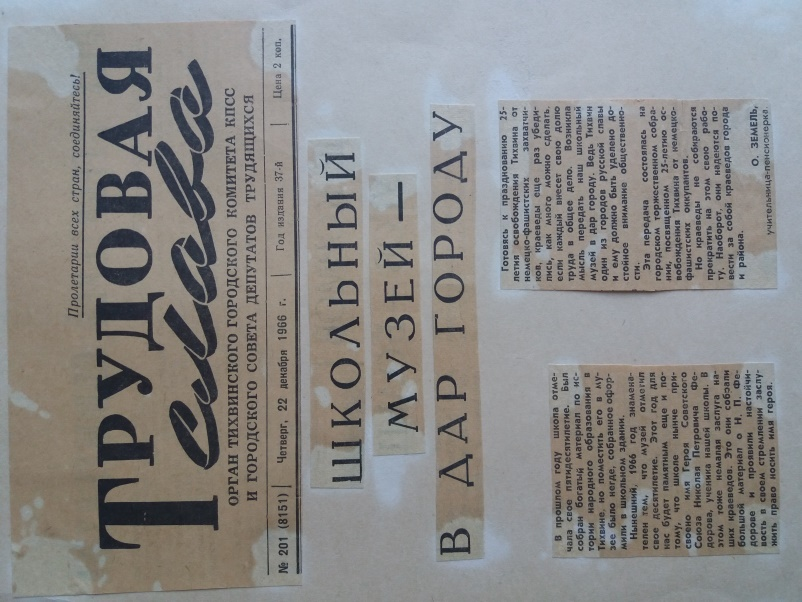 Пролетарии всех стран, соединяйтесь!
ТРУДОВАЯ
слава
ОРГАН ТИХВИНСКОГО ГОРОДСКОГО КОМИТЕТА КПСС
И ГОРОДСКОГО СОВЕТА ДЕПУТАТОВ ТРУДЯЩИХСЯ
№ 201 (8151) Четверг, 22 декабря 1966 г. Год издания 37-й Цена 2 коп.
ШКОЛЬНЫЙ
МУЗЕЙ —
В ДАР ГОРОДУ
В прошлом году школа отме-
чала свое пятидесятилетие. Был
собран богатый материал по ис-
тории народного образования в
Тихвине, но поместить его в му-
зее было негде, собранное офор-
мили в школьном здании.
Нынешний, 1966 год знамена-
телен тем, что музей отметил
свое десятилетие. Этот год для
нас будет памятным еще и по-
тому, что школе ныне при-
своено имя Героя Советского
Союза Николая Петровича Фе-
дорова, ученика нашей школы. В
этом тоже немалая заслуга на-
ших краеведов. Это они собрали
большой материал о Н. П. Фе-
дорове и проявили настойчи-
вость в своем стремлении заслу-
жить право носить имя героя.
Готовясь к празднованию 25-
летия освобождения Тихвина от
немецко-фашистских захватчи-
ков, краеведы еще раз убеди-
лись, как много можно сделать,
если каждый внесет свою долю
труда в общее дело. Возникла
мысль передать наш школьный
музей в дар городу. Ведь Тихвин
один из городов русской славы
и ему должно быть уделено до-
стойное внимание общественно-
сти.
Эта передача состоялась на
городском торжественном собра-
нии, посвященном 25-летию ос-
вобождения Тихвина от немецко-
фашистских оккупантов.
Но краеведы не собираются
прекратить на этом свою рабо-
ту. Наоборот, они надеются по-
вести за собой краеведов города
и района.
О. ЗЕМЕЛЬ,
учительница-пенсионерка.